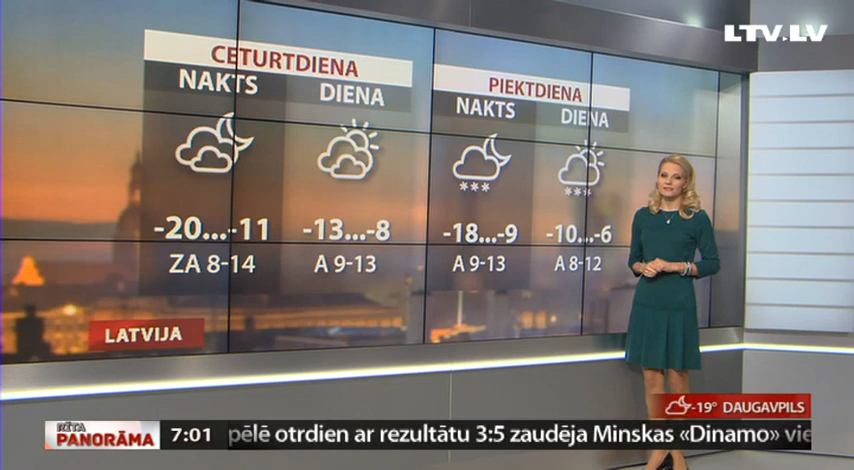 LTV.LV
CETURTDIENA
NAKTS DIENA
-20...-11 -13...-8
ZA 8-14 A 9-13
PIEKTDIENA
NAKTS DIENA
-18...-9 -10...-6
A 9-13 A 8-12
LATVIJA
-19° DAUGAVPILS
RĪTA
PANORĀMA
7:01 pēlē otrdien ar rezultātu 3:5 zaudēja Minskas «Dinamo» vie